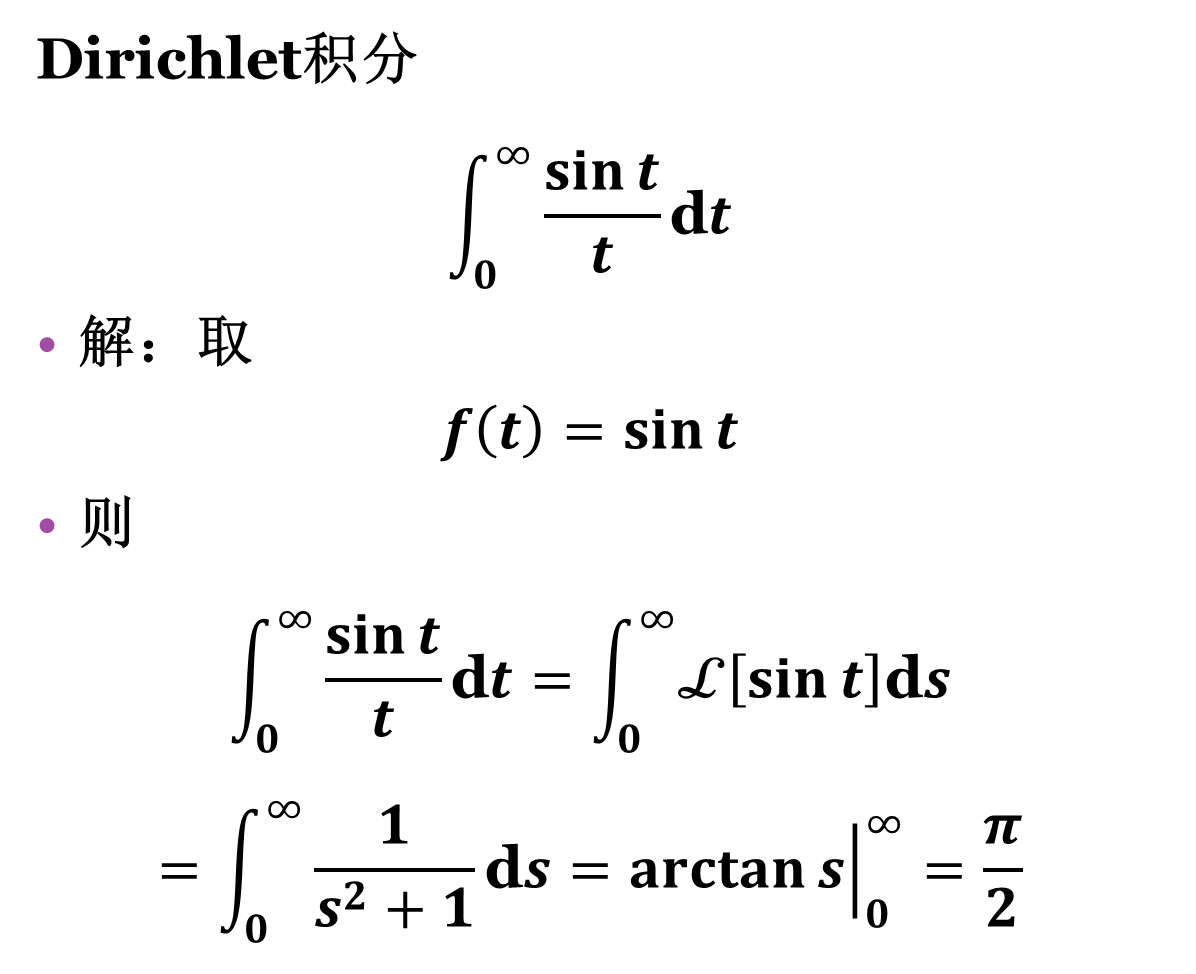 Dirichlet积分
∫₀^∞ (sin t)/t dt
• 解：取
f(t) = sin t
• 则
∫₀^∞ (sin t)/t dt = ∫₀^∞ ℒ[sin t]ds
= ∫₀^∞ 1/(s² + 1) ds = arctan s|₀^∞ = π/2